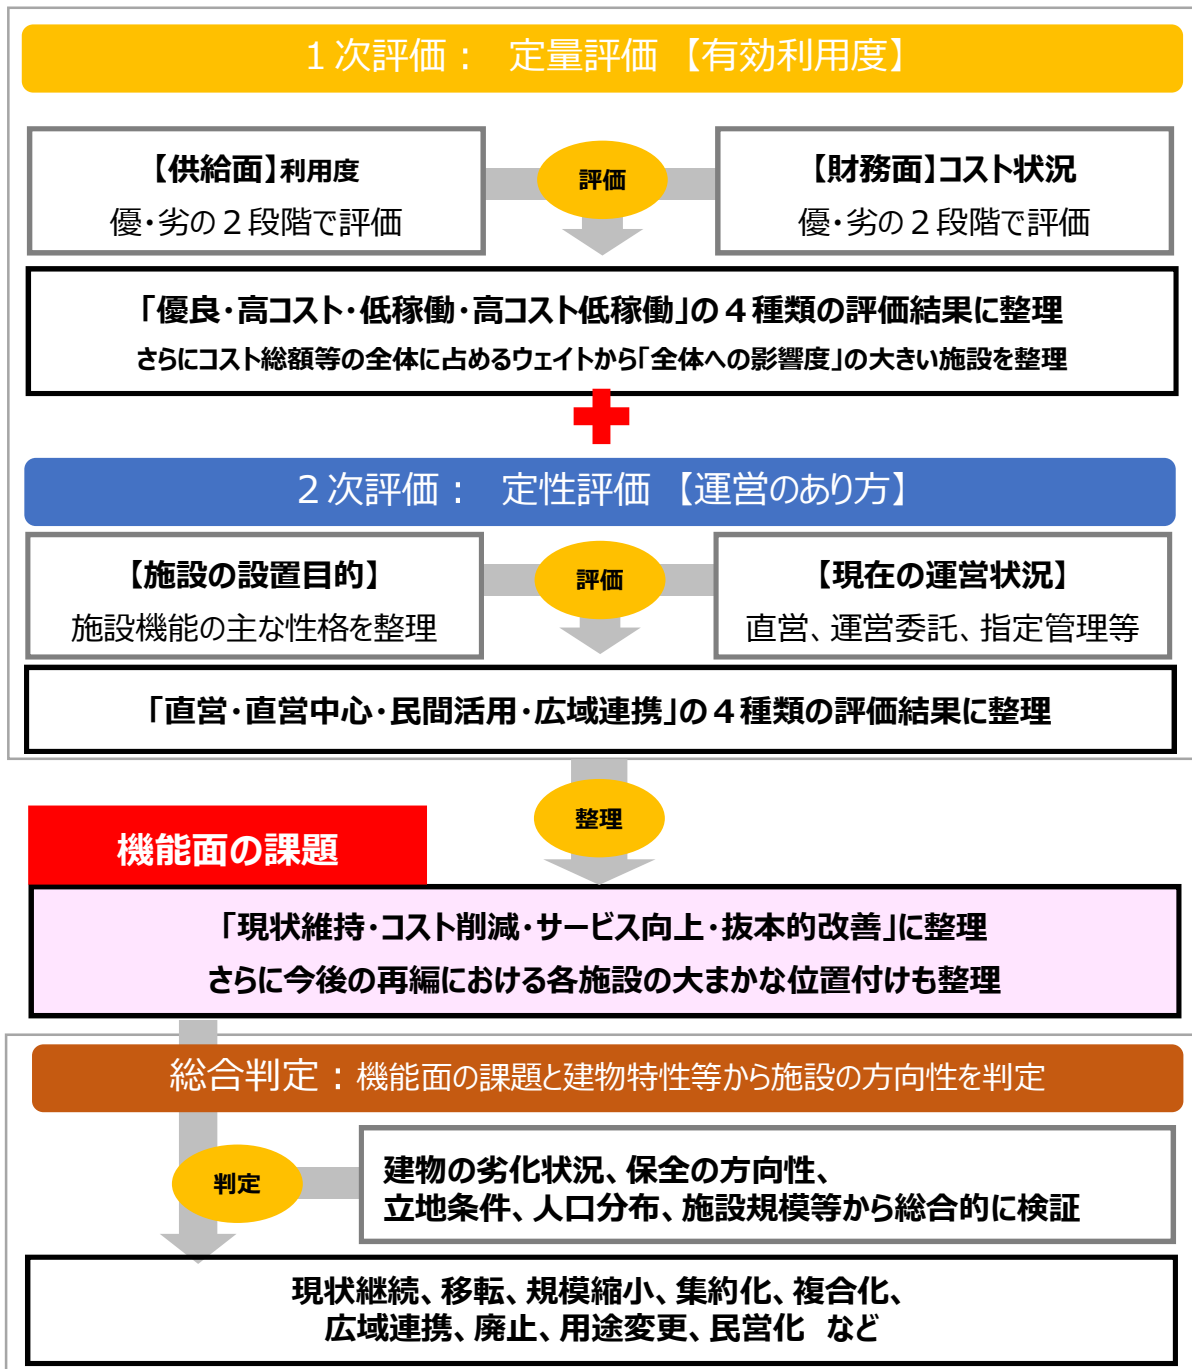 １次評価： 定量評価 【有効利用度】
【供給面】利用度
優・劣の２段階で評価
評価
【財務面】コスト状況
優・劣の２段階で評価
「優良・高コスト・低稼働・高コスト低稼働」の４種類の評価結果に整理
さらにコスト総額等の全体に占めるウェイトから「全体への影響度」の大きい施設を整理
２次評価： 定性評価 【運営のあり方】
【施設の設置目的】
施設機能の主な性格を整理
評価
【現在の運営状況】
直営、運営委託、指定管理等
「直営・直営中心・民間活用・広域連携」の４種類の評価結果に整理
整理
機能面の課題
「現状維持・コスト削減・サービス向上・抜本的改善」に整理
さらに今後の再編における各施設の大まかな位置付けも整理
総合判定：機能面の課題と建物特性等から施設の方向性を判定
判定
建物の劣化状況、保全の方向性、
立地条件、人口分布、施設規模等から総合的に検証
現状継続、移転、規模縮小、集約化、複合化、
広域連携、廃止、用途変更、民営化 など